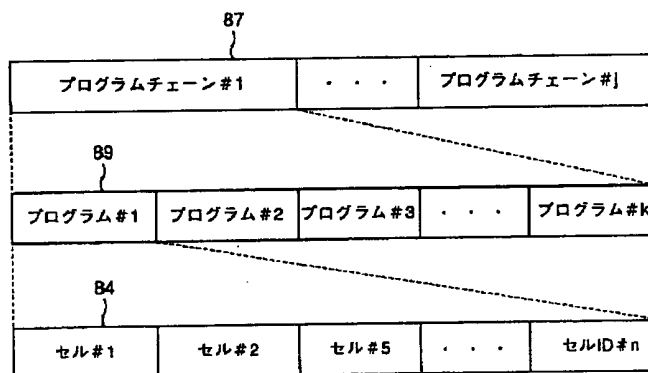 87
プログラムチェーン#1 ・・・ プログラムチェーン#j
89
プログラム#1 プログラム#2 プログラム#3 ・・・ プログラム#k
84
セル#1 セル#2 セル#5 ・・・ セルID#n